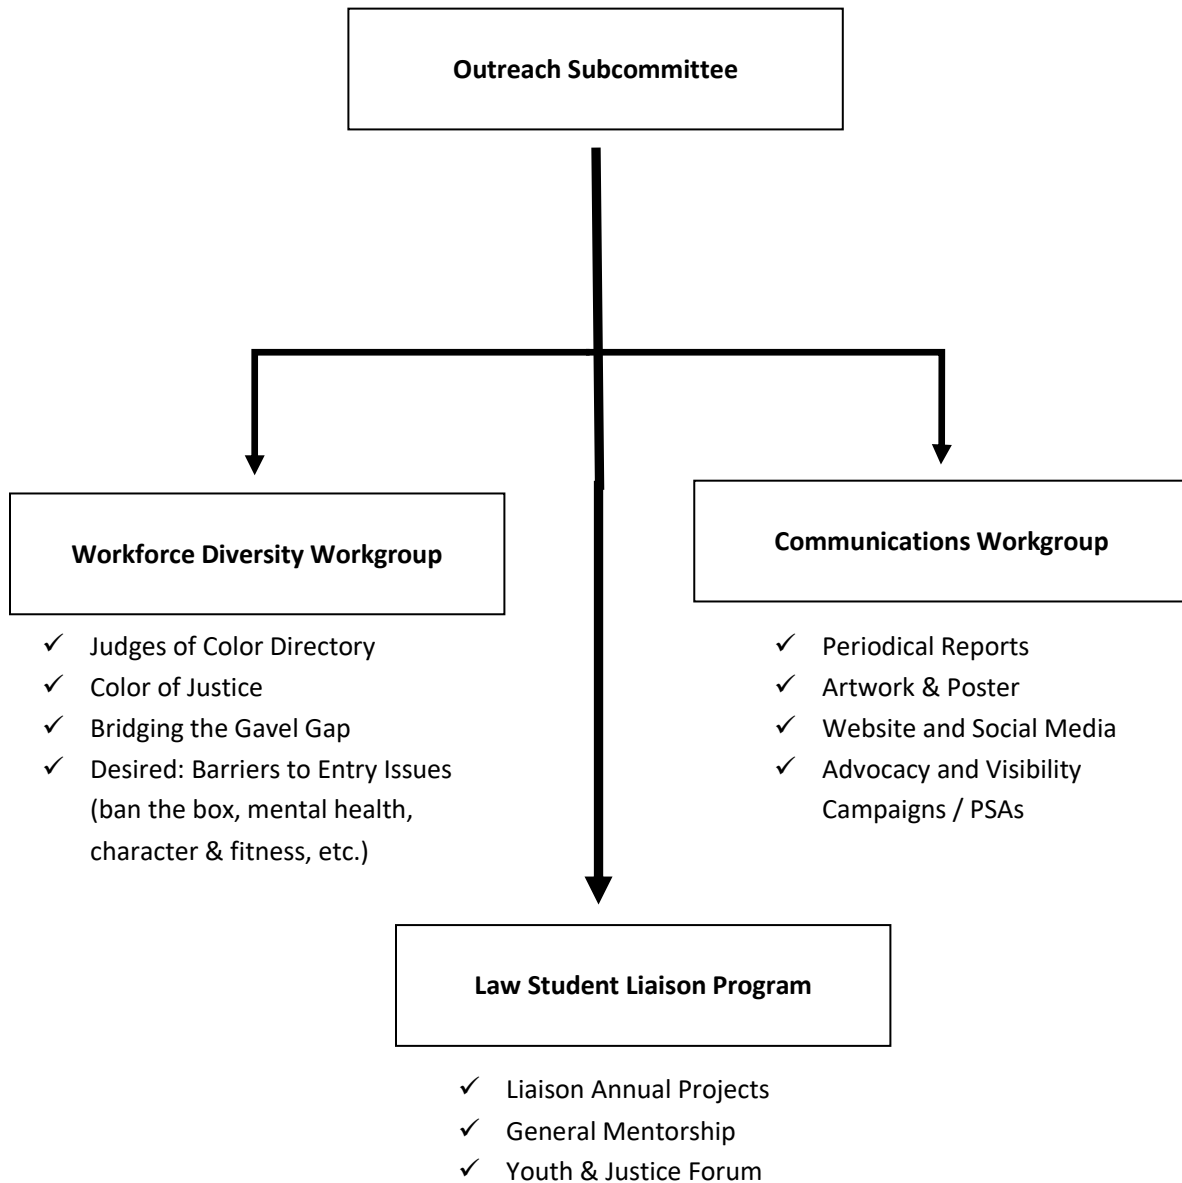 Outreach Subcommittee
Workforce Diversity Workgroup
✓ Judges of Color Directory
✓ Color of Justice
✓ Bridging the Gavel Gap
✓ Desired: Barriers to Entry Issues
(ban the box, mental health,
character & fitness, etc.)
Communications Workgroup
✓ Periodical Reports
✓ Artwork & Poster
✓ Website and Social Media
✓ Advocacy and Visibility
Campaigns / PSAs
Law Student Liaison Program
✓ Liaison Annual Projects
✓ General Mentorship
✓ Youth & Justice Forum